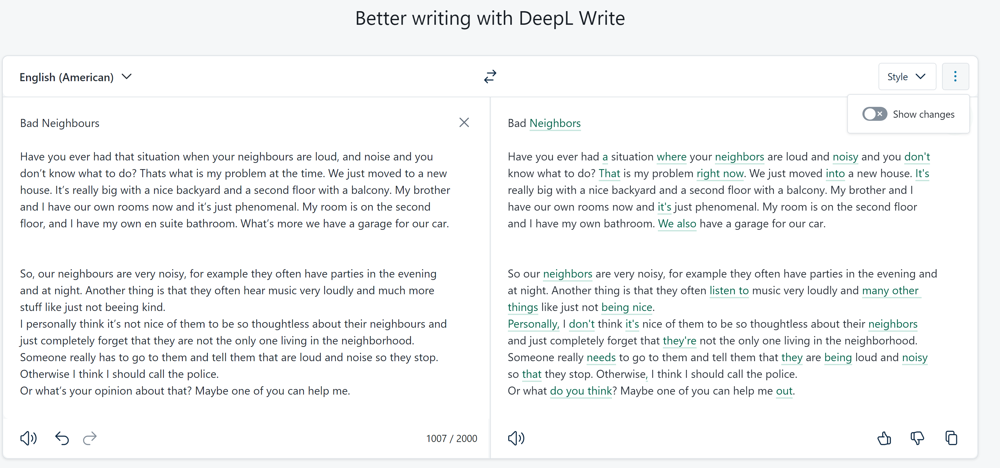 Better writing with DeepL Write
English (American)
Style
Show changes
Bad Neighbours
Have you ever had that situation when your neighbours are loud, and noise and you
don’t know what to do? Thats what is my problem at the time. We just moved to a new
house. It’s really big with a nice backyard and a second floor with a balcony. My brother
and I have our own rooms now and it’s just phenomenal. My room is on the second
floor, and I have my own en suite bathroom. What’s more we have a garage for our car.
So, our neighbours are very noisy, for example they often have parties in the evening
and at night. Another thing is that they often hear music very loudly and much more
stuff like just not beeing kind.
I personally think it’s not nice of them to be so thoughtless about their neighbours and
just completely forget that they are not the only one living in the neighborhood.
Someone really has to go to them and tell them that are loud and noise so they stop.
Otherwise I think I should call the police.
Or what’s your opinion about that? Maybe one of you can help me.
1007 / 2000
Bad Neighbors
Have you ever had a situation where your neighbors are loud and noisy and you don't
know what to do? That is my problem right now. We just moved into a new house. It's
really big with a nice backyard and a second floor with a balcony. My brother and I
have our own rooms now and it's just phenomenal. My room is on the second floor
and I have my own bathroom. We also have a garage for our car.
So our neighbors are very noisy, for example they often have parties in the evening and
at night. Another thing is that they often listen to music very loudly and many other
things like just not being nice.
Personally, I don't think it's nice of them to be so thoughtless about their neighbors
and just completely forget that they're not the only one living in the neighborhood.
Someone really needs to go to them and tell them that they are being loud and noisy
so that they stop. Otherwise, I think I should call the police.
Or what do you think? Maybe one of you can help me out.